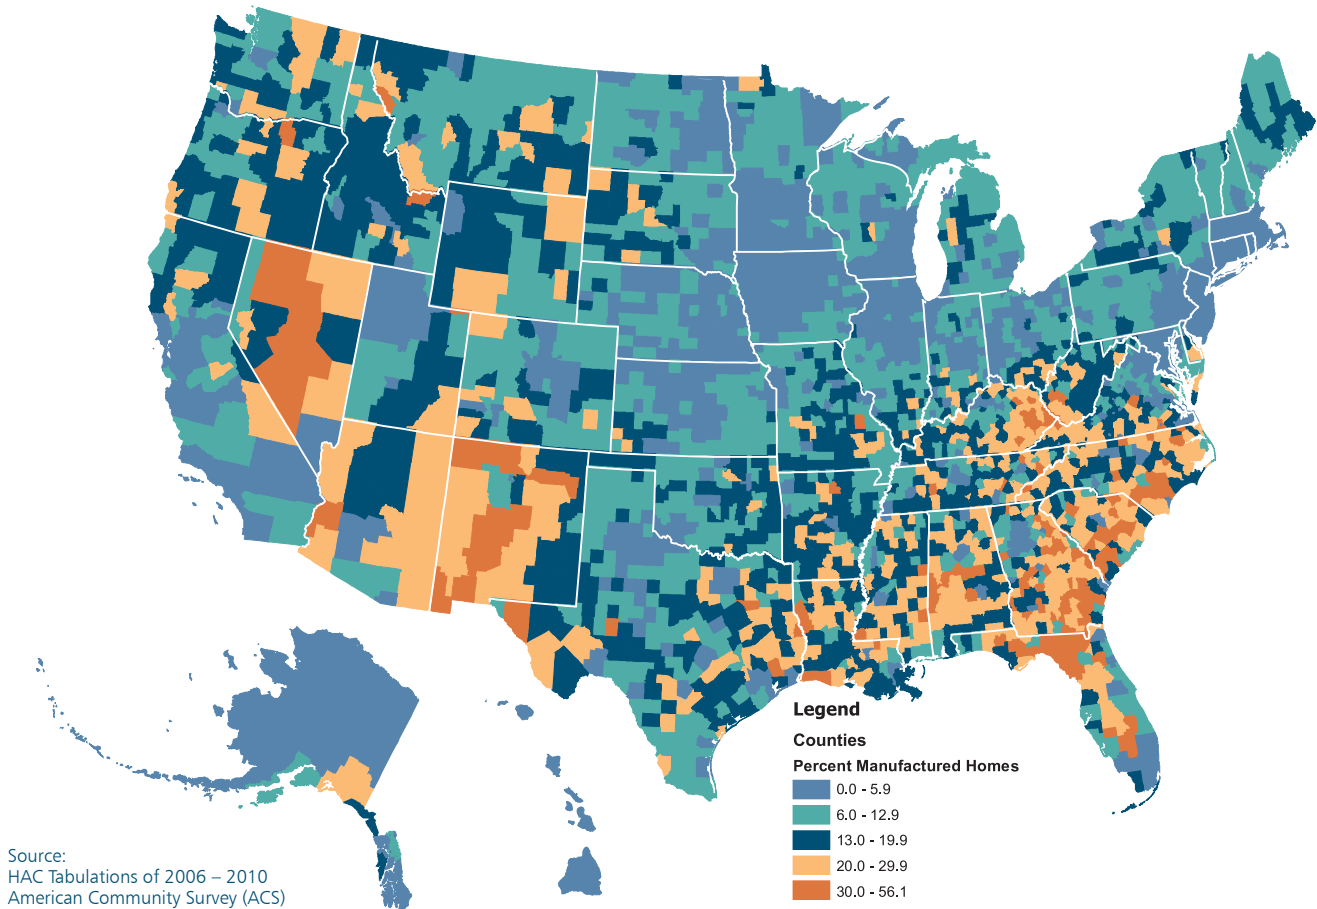 Legend
Counties
Percent Manufactured Homes
0.0 - 5.9
6.0 - 12.9
13.0 - 19.9
20.0 - 29.9
30.0 - 56.1
Source:
HAC Tabulations of 2006 – 2010
American Community Survey (ACS)